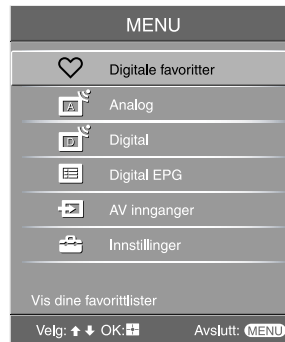 MENU
Digitale favoritter
A Analog
D Digital
Digital EPG
AV innganger
Innstillinger
Vis dine favorittlister
Velg: OK: Avslutt: MENU